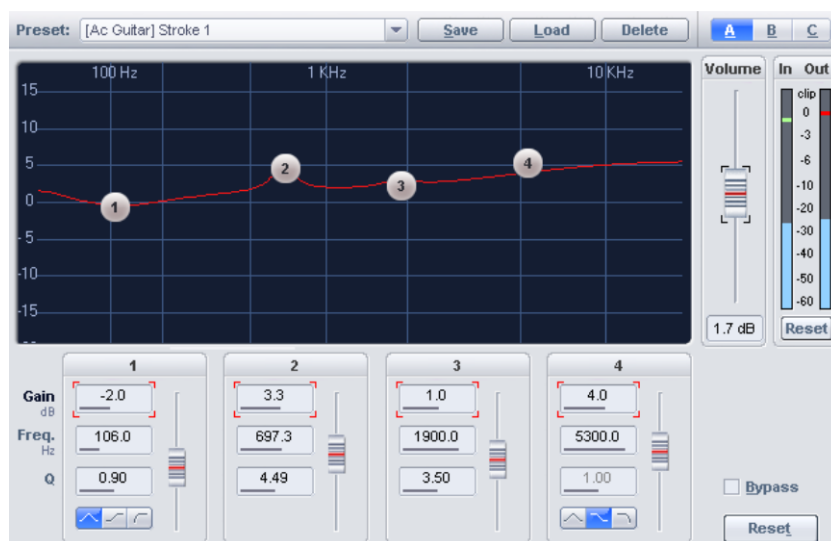 Preset: [Ac Guitar] Stroke 1 Save Load Delete A B C
100 Hz 1 KHz 10 KHz
15
10
5
0
-5
-10
-15
1
2
3
4
Volume
1.7 dB
In Out
clip
0
-3
-6
-10
-20
-30
-40
-50
-60
Reset
1 2 3 4
Gain dB -2.0 3.3 1.0 4.0
Freq. Hz 106.0 697.3 1900.0 5300.0
Q 0.90 4.49 3.50 1.00
Bypass
Reset